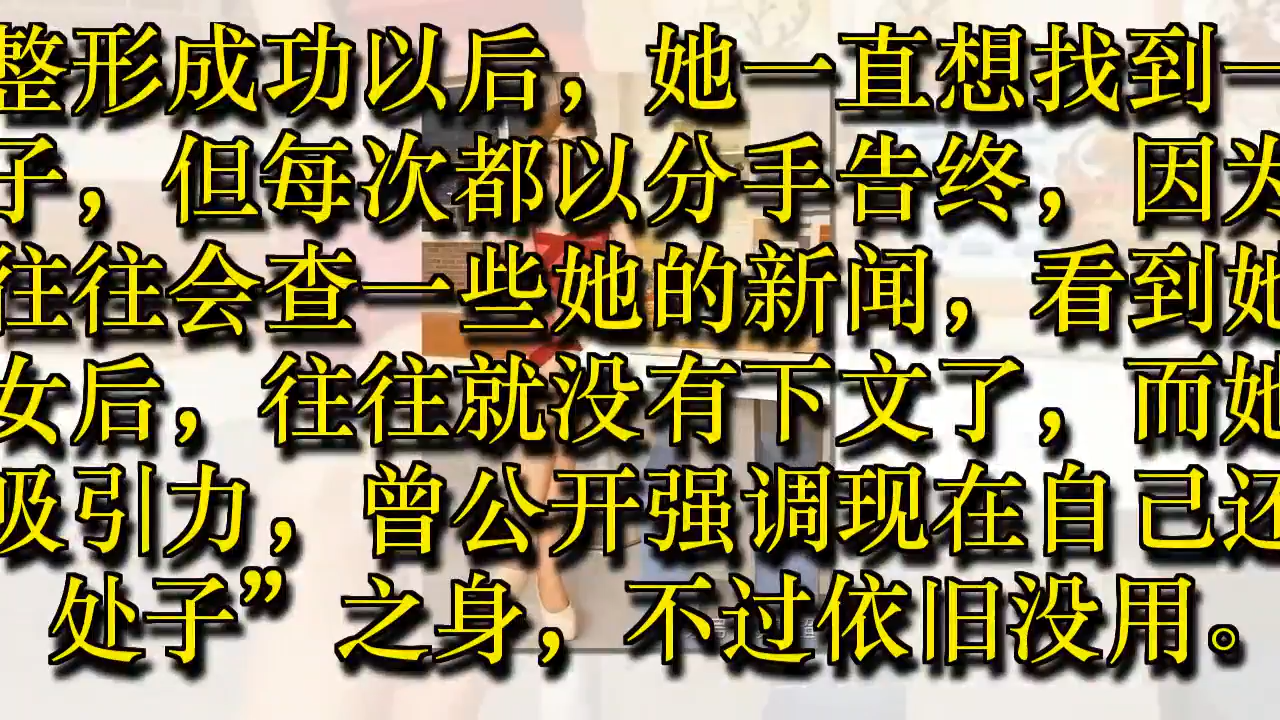 整形成功以后，她一直想找到一
子，但每次都以分手告终，因为
往往会查一些她的新闻，看到她
女后，往往就没有下文了，而她
吸引力，曾公开强调现在自己还
处子”之身，不过依旧没用。